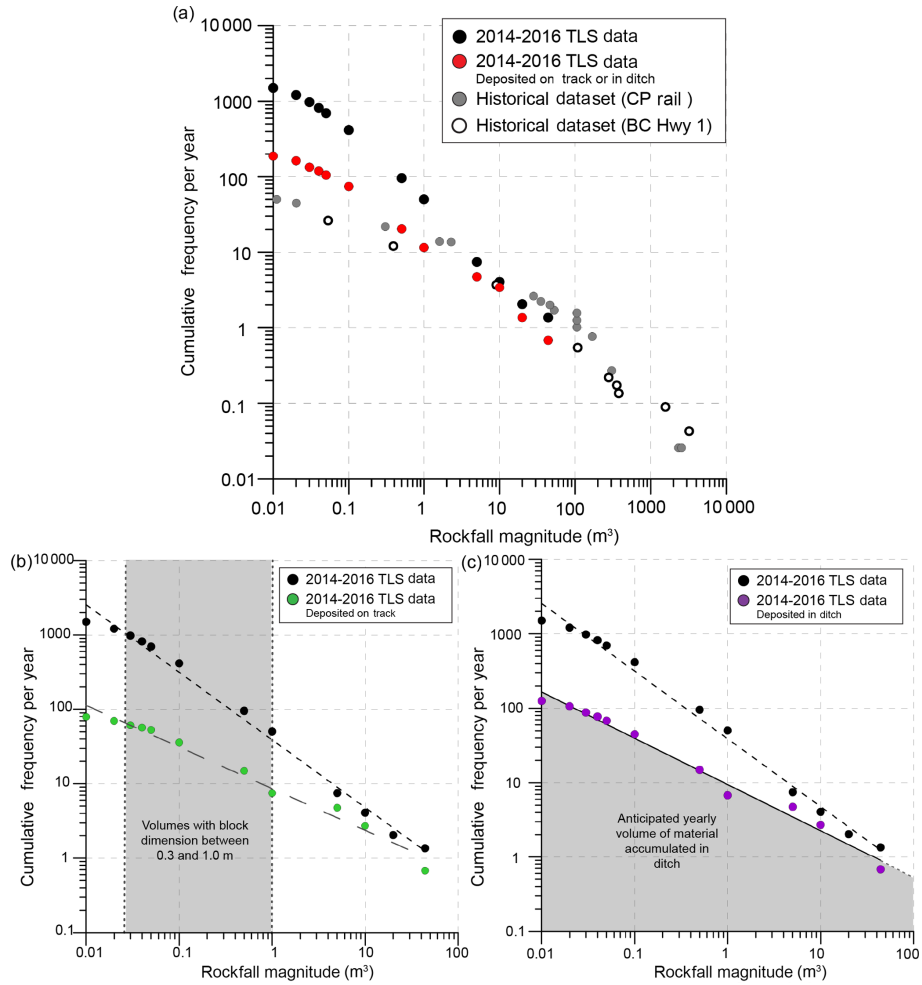 (a)
10 000
1000
100
10
1
0.1
0.01
Cumulative frequency per year
0.01 0.1 1 10 100 1000 10 000
Rockfall magnitude (m³)
2014-2016 TLS data
2014-2016 TLS data
Deposited on track or in ditch
Historical dataset (CP rail )
Historical dataset (BC Hwy 1)
(b)
10 000
1000
100
10
1
0.1
Cumulative frequency per year
0.01 0.1 1 10 100
Rockfall magnitude (m³)
2014-2016 TLS data
2014-2016 TLS data
Deposited on track
Volumes with block
dimension between
0.3 and 1.0 m
(c)
10 000
1000
100
10
1
0.1
Cumulative frequency per year
0.01 0.1 1 10 100
Rockfall magnitude (m³)
2014-2016 TLS data
2014-2016 TLS data
Deposited in ditch
Anticipated yearly
volume of material
accumulated in
ditch